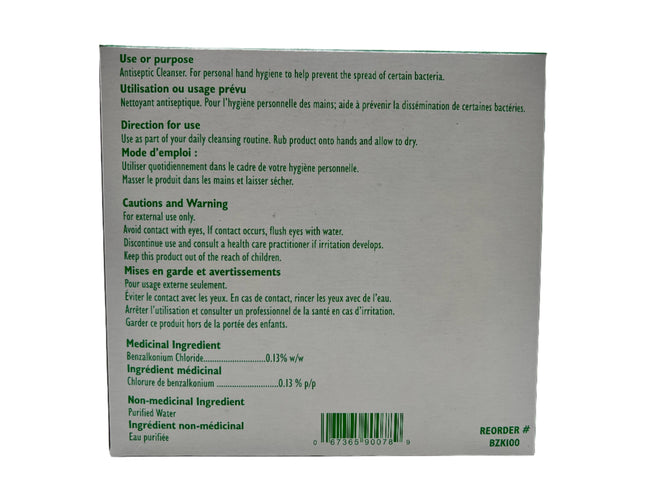 Use or purpose
Antiseptic Cleanser. For personal hand hygiene to help prevent the spread of certain bacteria.
Utilisation ou usage prévu
Nettoyant antiseptique. Pour l'hygiène personnelle des mains; aide à prévenir la dissémination de certaines bactéries.
Direction for use
Use as part of your daily cleansing routine. Rub product onto hands and allow to dry.
Mode d'emploi :
Utiliser quotidiennement dans le cadre de votre hygiène personnelle.
Masser le produit dans les mains et laisser sécher.
Cautions and Warning
For external use only.
Avoid contact with eyes, If contact occurs, flush eyes with water.
Discontinue use and consult a health care practitioner if irritation develops.
Keep this product out of the reach of children.
Mises en garde et avertissements
Pour usage externe seulement.
Éviter le contact avec les yeux. En cas de contact, rincer les yeux avec de l'eau.
Arrêter l'utilisation et consulter un professionnel de la santé en cas d'irritation.
Garder ce produit hors de la portée des enfants.
Medicinal Ingredient
Benzalkonium Chloride......................0.13% w/w
Ingrédient médicinal
Chlorure de benzalkonium ......................0.13 % p/p
Non-medicinal Ingredient
Purified Water
Ingrédient non-médicinal
Eau purifiée
0 67365 90078 9
REORDER #
BZK100